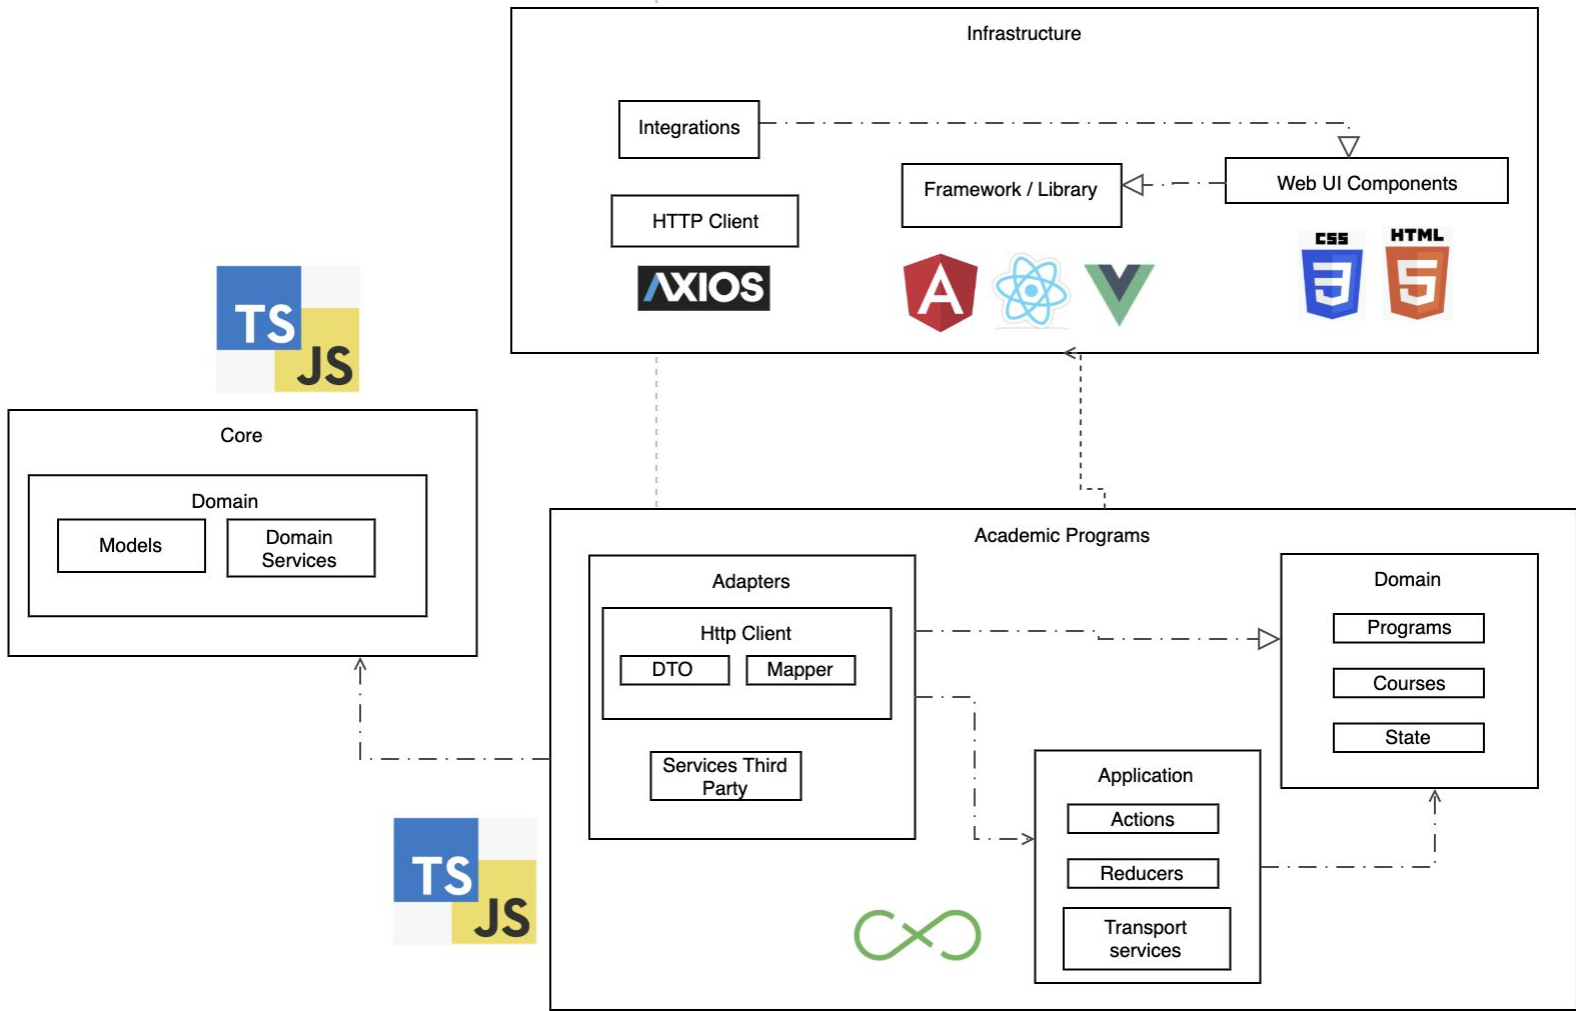 Infrastructure
Integrations
Framework / Library
Web UI Components
HTTP Client
AXIOS
CSS
3
HTML
5
A
TS
JS
Core
Domain
Models
Domain
Services
Academic Programs
Adapters
Http Client
DTO
Mapper
Services Third
Party
Domain
Programs
Courses
State
Application
Actions
Reducers
Transport
services
TS
JS